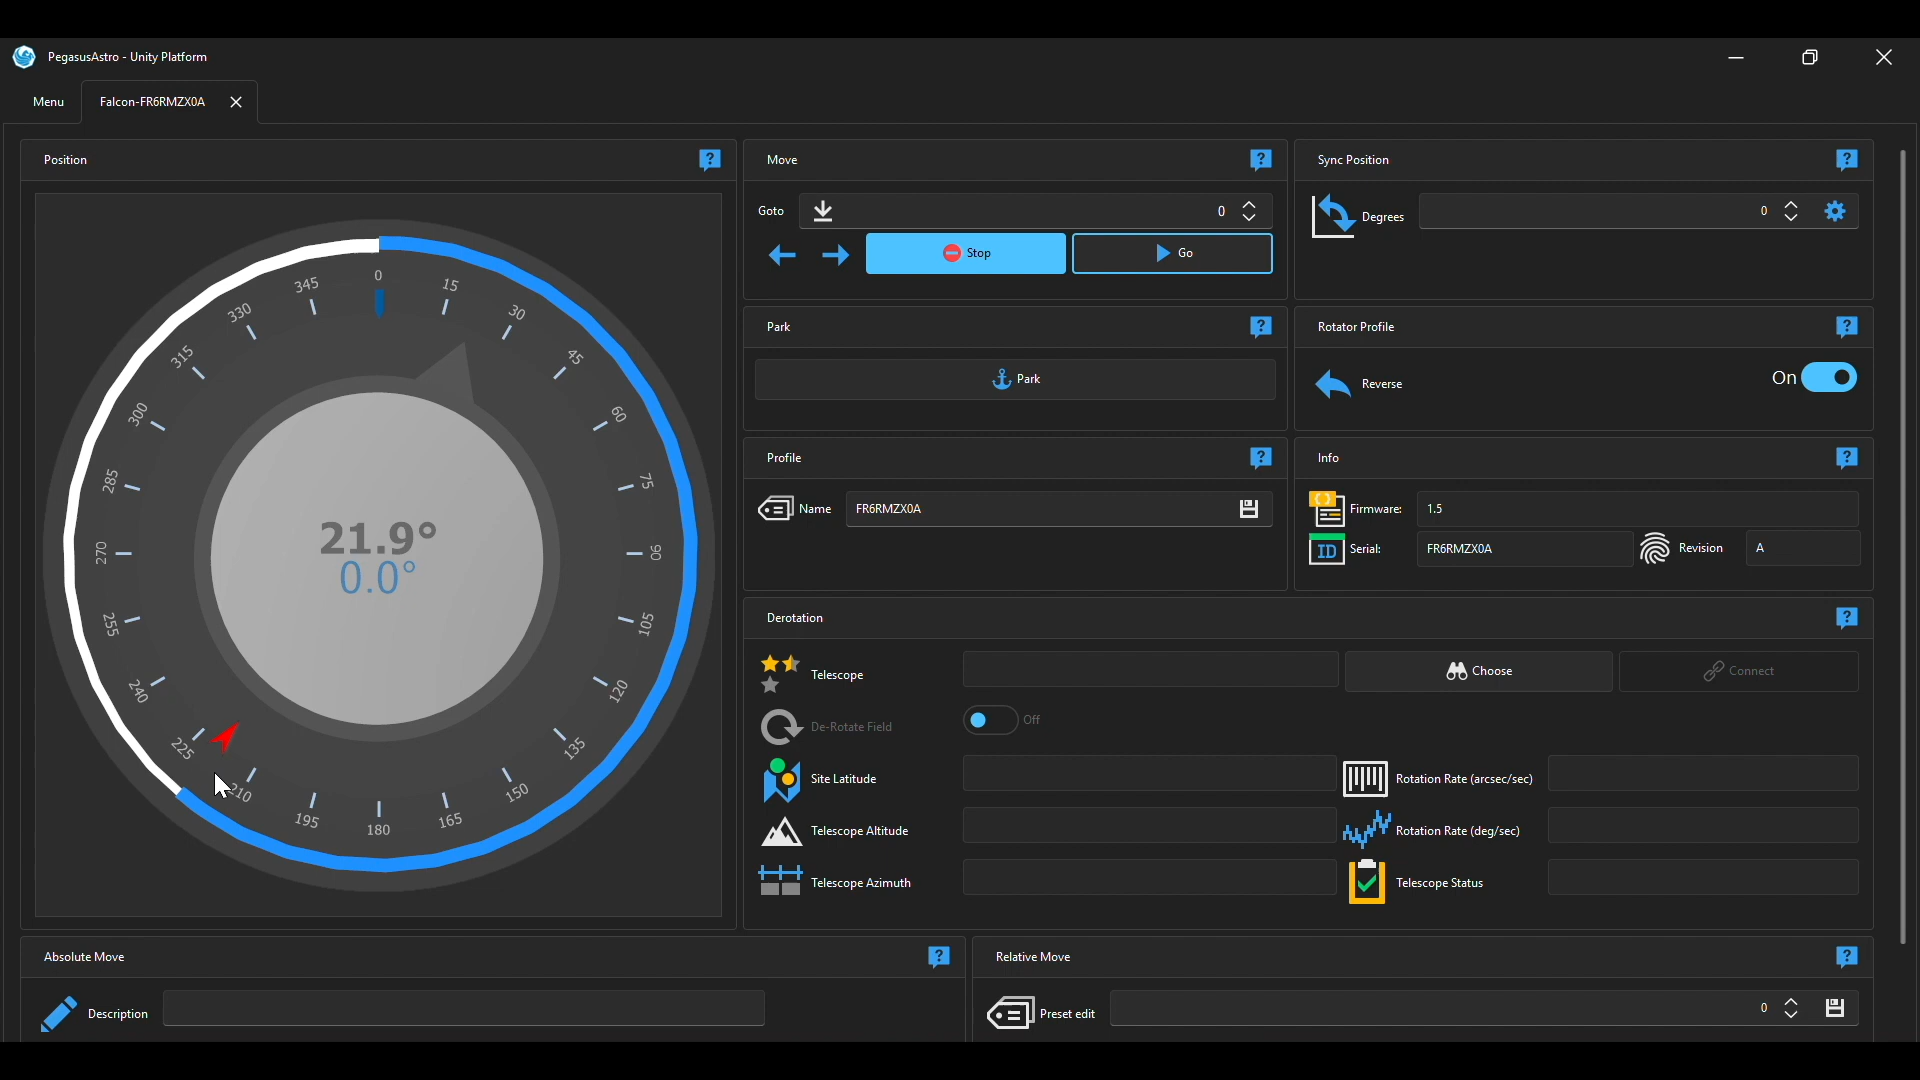 PegasusAstro - Unity Platform
Menu
Falcon-FR6RMZX0A
Position
0
15
30
45
60
75
90
105
120
135
150
165
180
195
210
225
240
255
270
285
300
315
330
345
21.9°
0.0°
Move
Goto
0
Stop
Go
Sync Position
Degrees
0
Park
Park
Rotator Profile
Reverse
On
Profile
Name
FR6RMZX0A
Info
Firmware:
1.5
ID
Serial:
FR6RMZX0A
Revision
A
Derotation
Telescope
Choose
Connect
De-Rotate Field
Off
Site Latitude
Rotation Rate (arcsec/sec)
Telescope Altitude
Rotation Rate (deg/sec)
Telescope Azimuth
Telescope Status
Absolute Move
Description
Relative Move
Preset edit
0